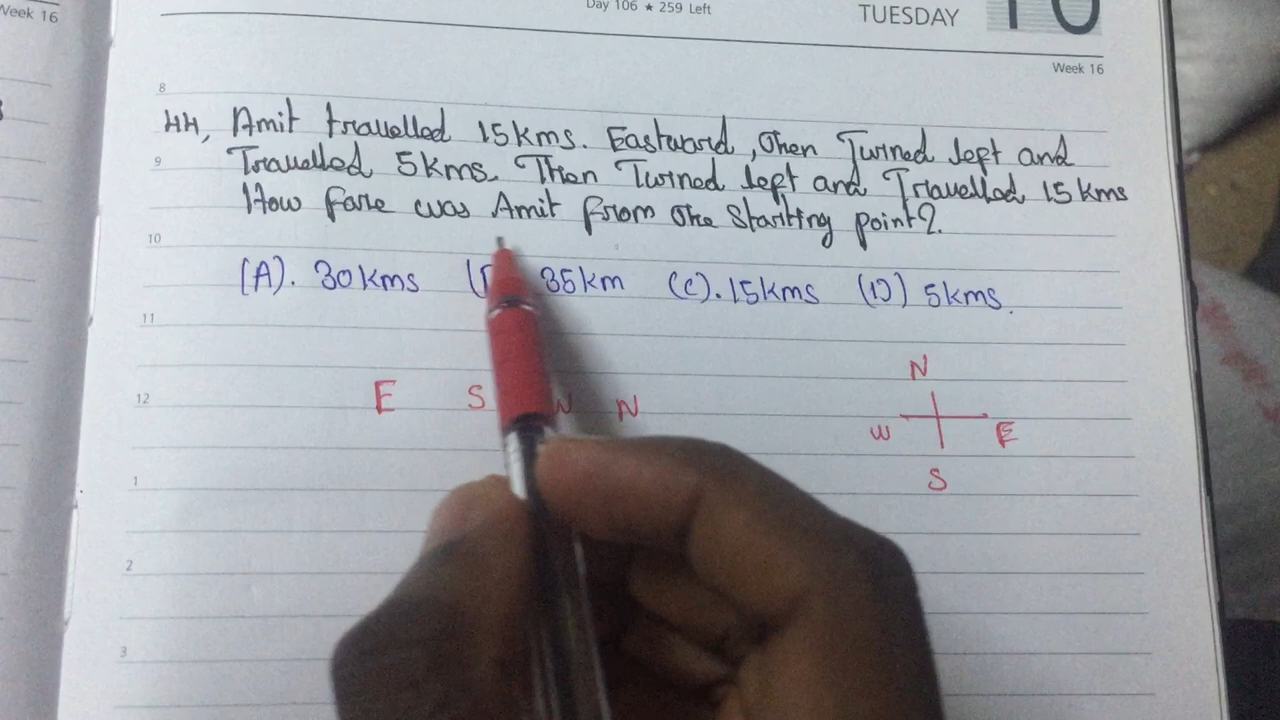 Week 16
Day 106 ★ 259 Left
TUESDAY
Week 16
8
44, Amit travelled 15kms. Eastward, then Turned left and
9
Travelled 5kms. Then Turned left and Travelled 15kms
How fare was Amit from the starting point?
10
(A). 30kms 35km (C). 15kms (D) 5kms.
11
N
12
E S W N
W E
S
1
2
3